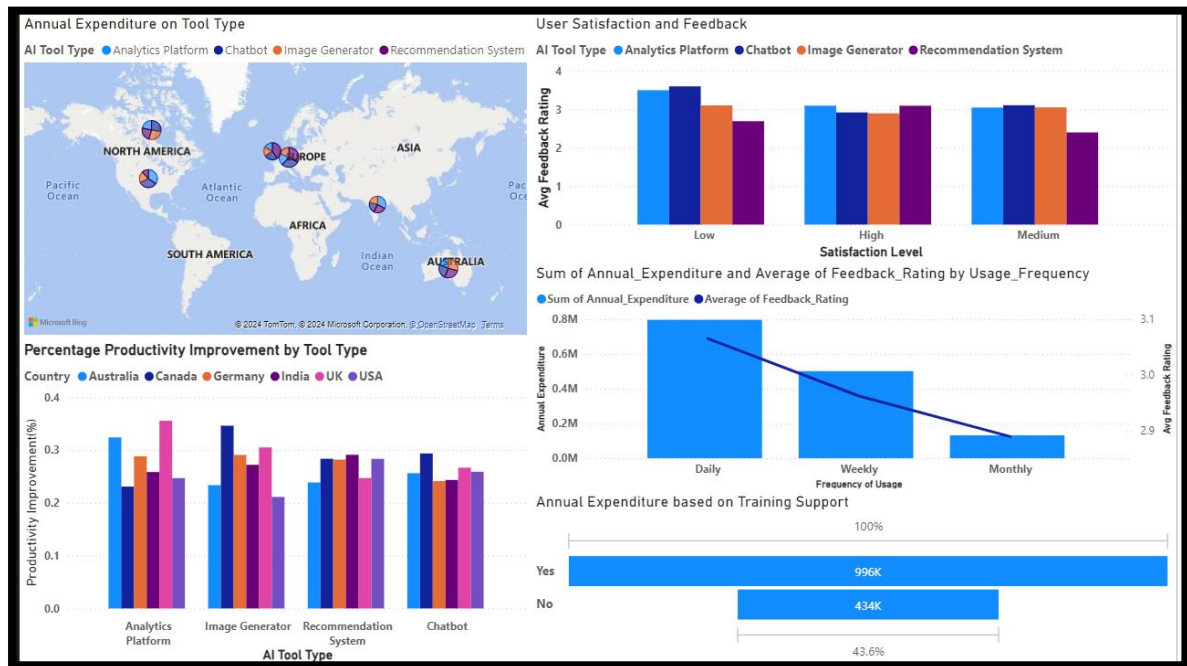 Annual Expenditure on Tool Type
AI Tool Type Analytics Platform Chatbot Image Generator Recommendation System
NORTH AMERICA
EUROPE
ASIA
Pacific
Ocean
Atlantic
Ocean
Pac
Oce
AFRICA
SOUTH AMERICA
Indian
Ocean
AUSTRALIA
Microsoft Bing
© 2024 TomTom, © 2024 Microsoft Corporation, © OpenStreetMap Terms
Percentage Productivity Improvement by Tool Type
Country Australia Canada Germany India UK USA
Productivity Improvement(%)
0.4
0.3
0.2
0.1
0.0
Analytics
Platform
Image Generator
Recommendation
System
Chatbot
AI Tool Type
User Satisfaction and Feedback
AI Tool Type Analytics Platform Chatbot Image Generator Recommendation System
Avg Feedback Rating
4
3
2
1
0
Low High Medium
Satisfaction Level
Sum of Annual_Expenditure and Average of Feedback_Rating by Usage_Frequency
Sum of Annual_Expenditure Average of Feedback_Rating
Annual Expenditure
0.8M
0.6M
0.4M
0.2M
0.0M
3.1
3.0
2.9
Avg Feedback Rating
Daily Weekly Monthly
Frequency of Usage
Annual Expenditure based on Training Support
100%
Yes 996K
No 434K
43.6%